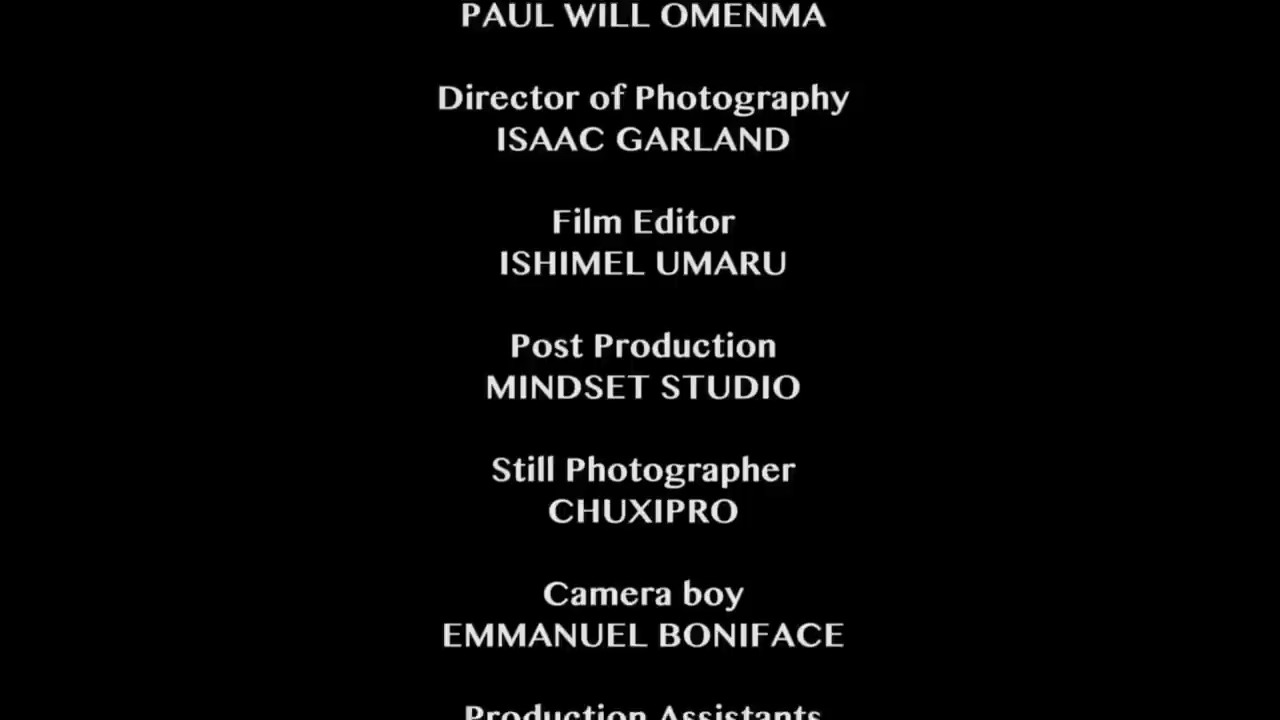 PAUL WILL OMENMA
Director of Photography
ISAAC GARLAND
Film Editor
ISHIMEL UMARU
Post Production
MINDSET STUDIO
Still Photographer
CHUXIPRO
Camera boy
EMMANUEL BONIFACE
Production Assistants